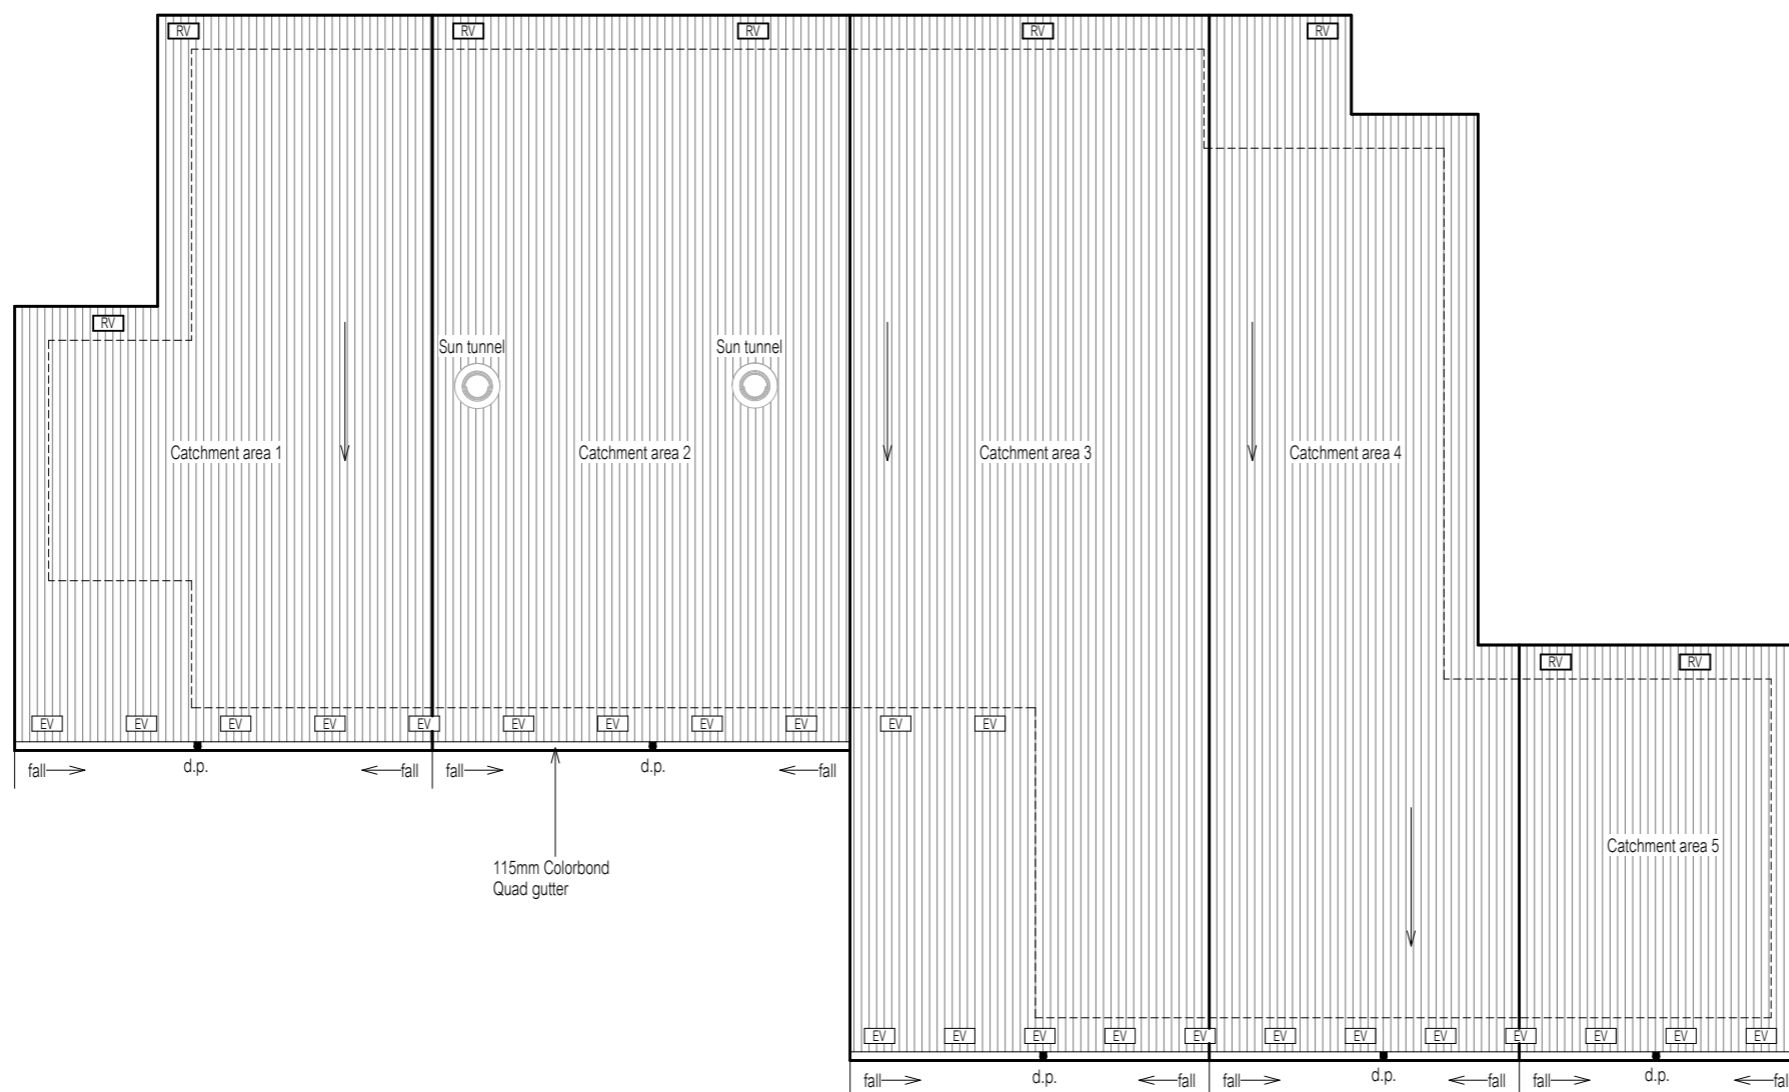 RV RV RV RV RV
RV
Sun tunnel Sun tunnel
Catchment area 1 Catchment area 2 Catchment area 3 Catchment area 4
RV RV
EV EV EV EV EV EV EV EV EV EV EV
fall d.p. fall fall d.p. fall
Catchment area 5
115mm Colorbond
Quad gutter
EV EV EV EV EV EV EV EV EV EV EV EV
fall d.p. fall fall d.p. fall fall d.p. fall